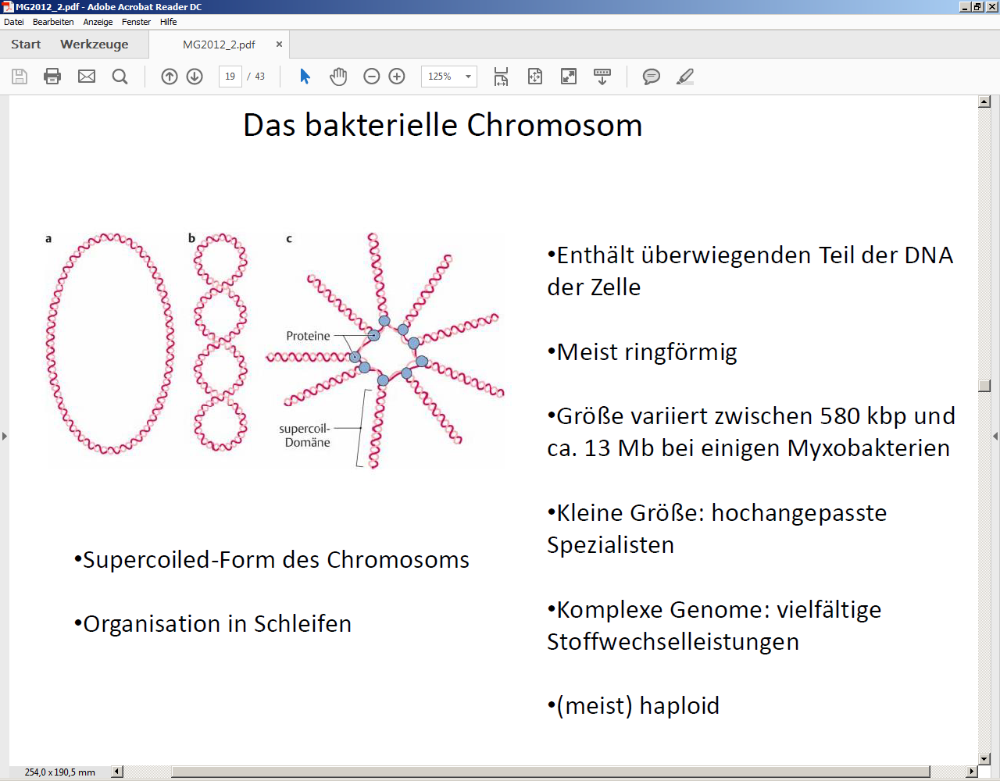 MG2012_2.pdf - Adobe Acrobat Reader DC
Datei Bearbeiten Anzeige Fenster Hilfe
Start Werkzeuge MG2012_2.pdf ×
19 / 43 125%
Das bakterielle Chromosom
a b c
Proteine
supercoil-
Domäne
•Supercoiled-Form des Chromosoms
•Organisation in Schleifen
•Enthält überwiegenden Teil der DNA
der Zelle
•Meist ringförmig
•Größe variiert zwischen 580 kbp und
ca. 13 Mb bei einigen Myxobakterien
•Kleine Größe: hochangepasste
Spezialisten
•Komplexe Genome: vielfältige
Stoffwechselleistungen
•(meist) haploid
254,0 x 190,5 mm